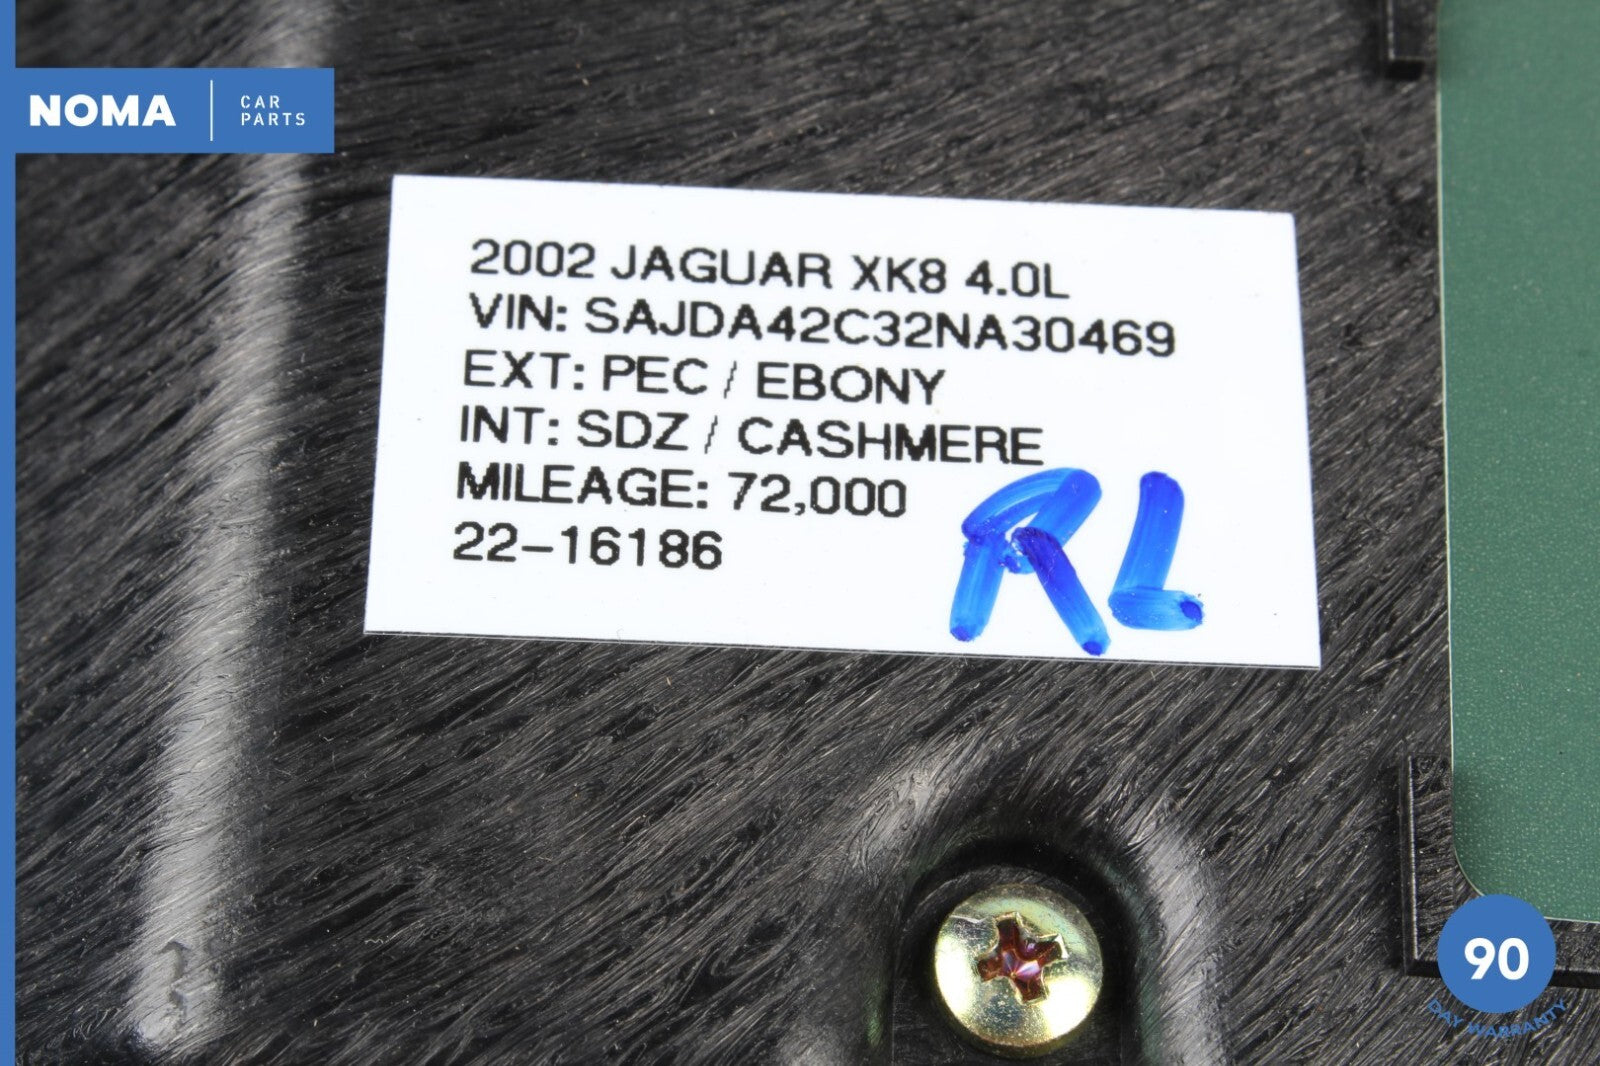 NOMA
CAR
PARTS
2002 JAGUAR XK8 4.0L
VIN: SAJDA42C32NA30469
EXT: PEC / EBONY
INT: SDZ / CASHMERE
MILEAGE: 72,000
22-16186
RL
3
90
DAY WARRANTY